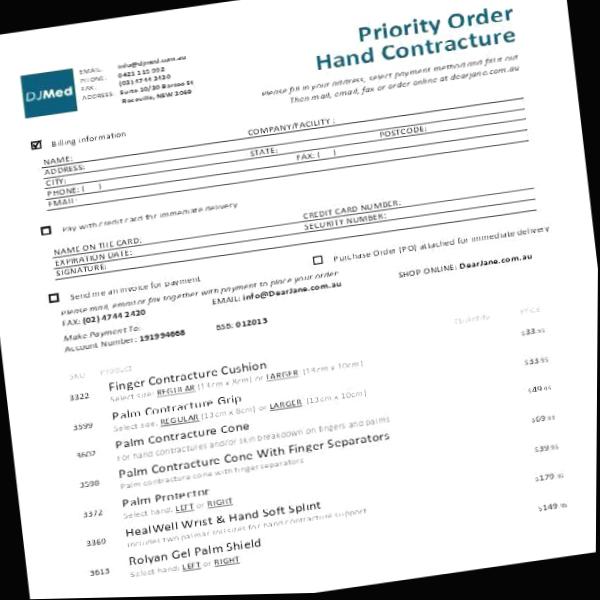 Priority Order
Hand Contracture
DJMed
EMAIL: info@djmed.com.au
PHONE: 0421 115 092
FAX: (02) 4744 2420
ADDRESS: Suite 10/30 Barcoo St
Roseville, NSW 2069
Please fill in your address, select payment method and fill it out
Then mail, email, fax or order online at dearjane.com.au
Billing information
NAME: COMPANY/FACILITY:
ADDRESS:
CITY: STATE: POSTCODE:
PHONE: ( ) FAX: ( )
EMAIL:
Pay with credit card for immediate delivery
NAME ON THE CARD: CREDIT CARD NUMBER:
EXPIRATION DATE: SECURITY NUMBER:
SIGNATURE:
Send me an invoice for payment Purchase Order (PO) attached for immediate delivery
Please mail, email or fax together with payment to place your order
FAX: (02) 4744 2420 EMAIL: info@DearJane.com.au SHOP ONLINE: DearJane.com.au
Make Payment To:
Account Number: 191994668 BSB: 012013
SKU PRODUCT Quantity PRICE
3322 Finger Contracture Cushion $33.95
Select size: REGULAR [13cm x 8cm] or LARGER [13cm x 10cm]
3599 Palm Contracture Grip $33.95
Select size: REGULAR [13cm x 8cm] or LARGER [13cm x 10cm]
3607 Palm Contracture Cone $49.95
For hand contractures and/or skin breakdown on fingers and palms
3598 Palm Contracture Cone With Finger Separators $69.95
Palm contracture cone with finger separators
3372 Palm Protector $39.95
Select hand: LEFT or RIGHT
3360 HealWell Wrist & Hand Soft Splint $179.95
Includes two palmar roll sizes for hand contracture support
3613 Rolyan Gel Palm Shield $149.95
Select hand: LEFT or RIGHT